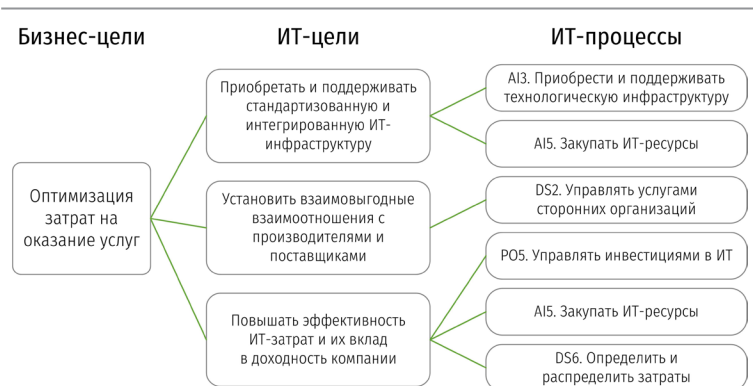 Бизнес-цели
ИТ-цели
ИТ-процессы
Оптимизация
затрат на
оказание услуг
Приобретать и поддерживать
стандартизованную и
интегрированную ИТ-
инфраструктуру
Установить взаимовыгодные
взаимоотношения с
производителями и
поставщиками
Повышать эффективность
ИТ-затрат и их вклад
в доходность компании
AI3. Приобрести и поддерживать
технологическую инфраструктуру
AI5. Закупать ИТ-ресурсы
DS2. Управлять услугами
сторонних организаций
PO5. Управлять инвестициями в ИТ
AI5. Закупать ИТ-ресурсы
DS6. Определить и
распределить затраты